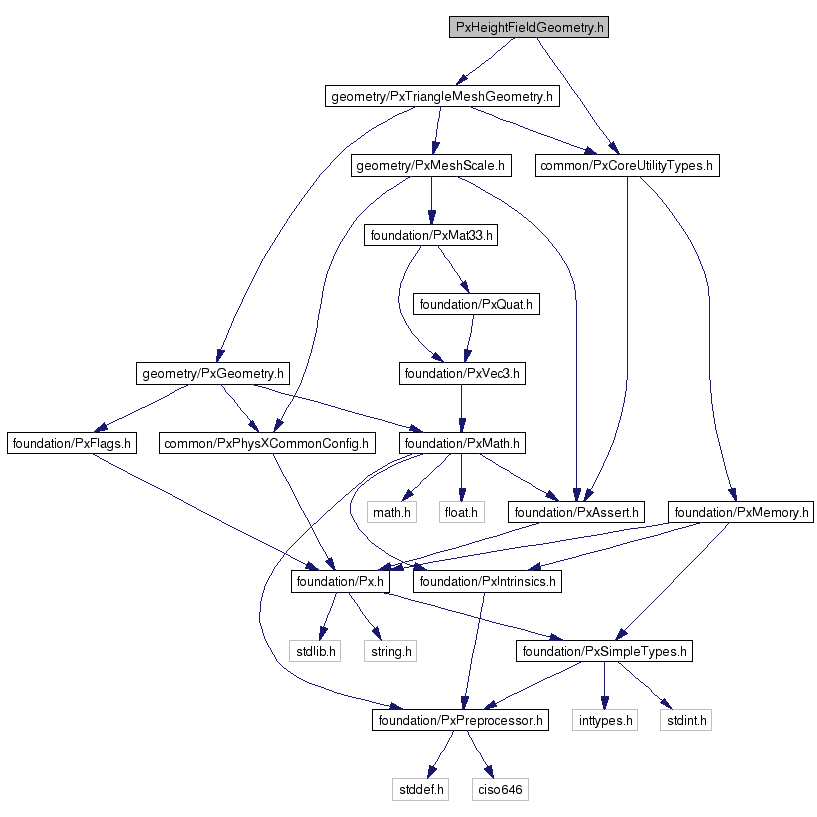 PxHeightFieldGeometry.h
geometry/PxTriangleMeshGeometry.h
geometry/PxMeshScale.h
common/PxCoreUtilityTypes.h
foundation/PxMat33.h
foundation/PxQuat.h
geometry/PxGeometry.h
foundation/PxVec3.h
foundation/PxFlags.h
common/PxPhysXCommonConfig.h
foundation/PxMath.h
math.h
float.h
foundation/PxAssert.h
foundation/PxMemory.h
foundation/Px.h
foundation/PxIntrinsics.h
stdlib.h
string.h
foundation/PxSimpleTypes.h
foundation/PxPreprocessor.h
inttypes.h
stdint.h
stddef.h
ciso646